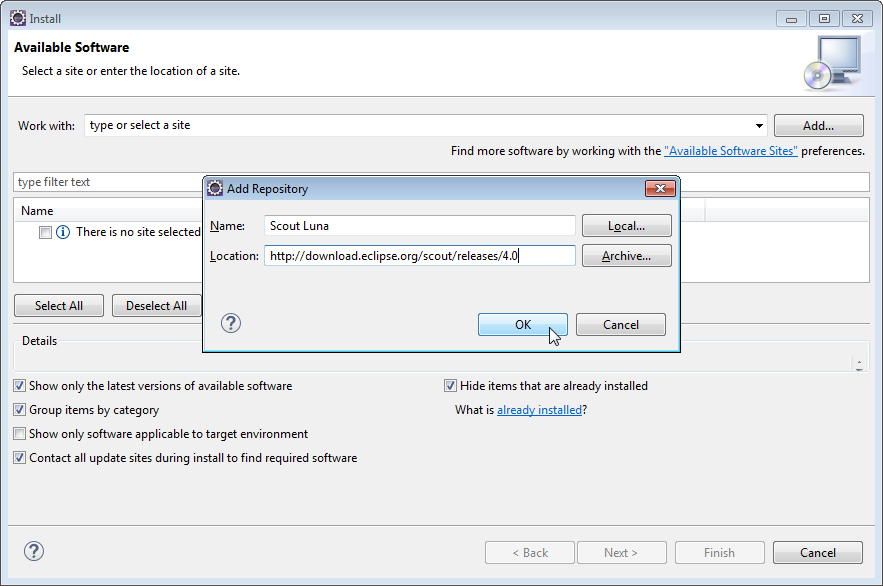 Install
Available Software
Select a site or enter the location of a site.
Work with: type or select a site Add...
Find more software by working with the "Available Software Sites" preferences.
type filter text
Name
There is no site selected
Add Repository
Name: Scout Luna Local...
Location: http://download.eclipse.org/scout/releases/4.0 Archive...
OK Cancel
Select All Deselect All
Details
Show only the latest versions of available software Hide items that are already installed
Group items by category What is already installed?
Show only software applicable to target environment
Contact all update sites during install to find required software
< Back Next > Finish Cancel